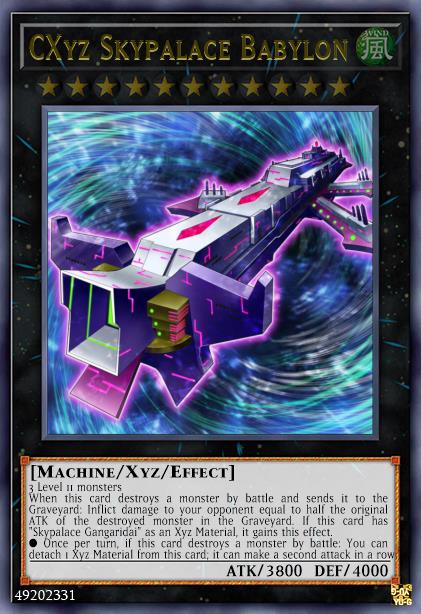 CXyz Skypalace Babylon
WIND
風
[Machine/Xyz/Effect]
3 Level 11 monsters
When this card destroys a monster by battle and sends it to the
Graveyard: Inflict damage to your opponent equal to half the original
ATK of the destroyed monster in the Graveyard. If this card has
"Skypalace Gangaridai" as an Xyz Material, it gains this effect.
● Once per turn, if this card destroys a monster by battle: You can
detach 1 Xyz Material from this card; it can make a second attack in a row
ATK/3800 DEF/4000
49202331